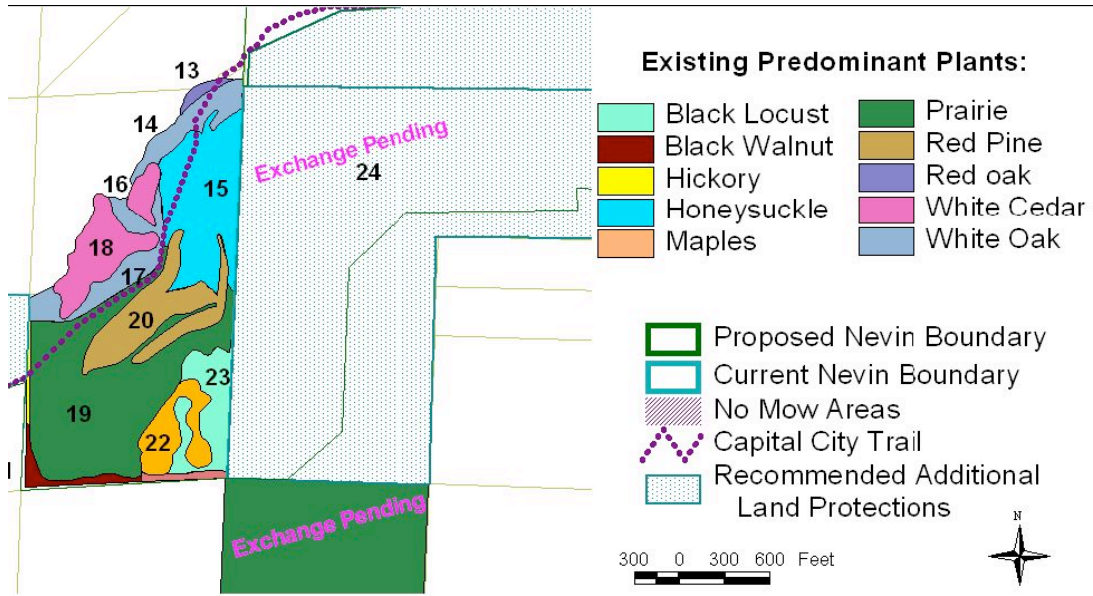 13
14
16
15
18
17
20
23
19
22
24
Exchange Pending
Exchange Pending
Existing Predominant Plants:
Black Locust
Black Walnut
Hickory
Honeysuckle
Maples
Prairie
Red Pine
Red oak
White Cedar
White Oak
Proposed Nevin Boundary
Current Nevin Boundary
No Mow Areas
Capital City Trail
Recommended Additional
Land Protections
300 0 300 600 Feet
N